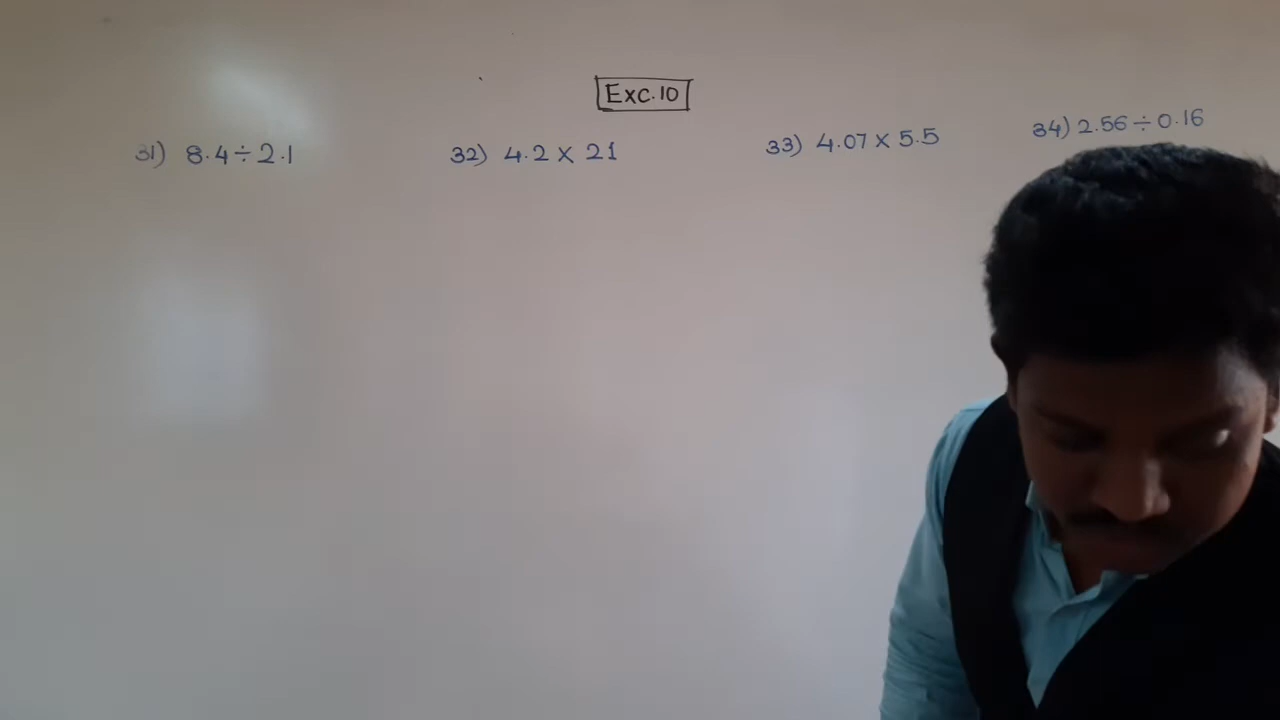 Exc.10
31) 8.4÷2.1
32) 4.2 x 21
33) 4.07 x 5.5
34) 2.56÷0.16